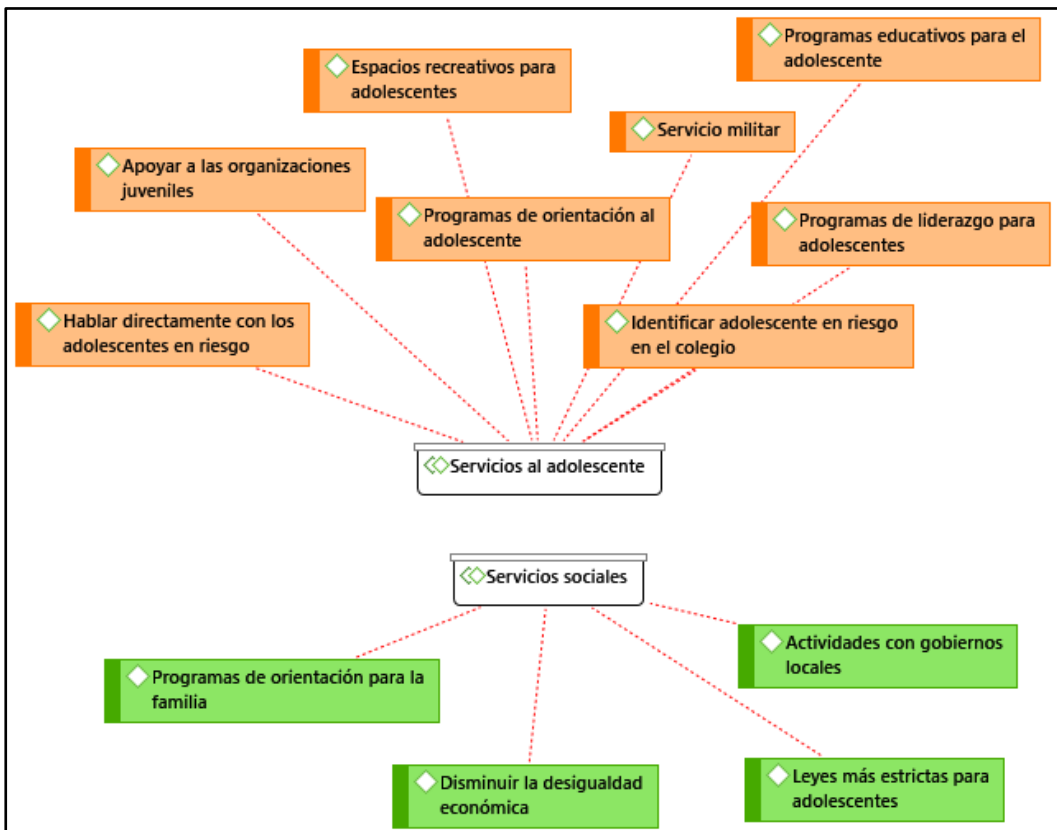 Programas educativos para el
adolescente
Espacios recreativos para
adolescentes
Servicio militar
Apoyar a las organizaciones
juveniles
Programas de orientación al
adolescente
Programas de liderazgo para
adolescentes
Hablar directamente con los
adolescentes en riesgo
Identificar adolescente en riesgo
en el colegio
Servicios al adolescente
Servicios sociales
Actividades con gobiernos
locales
Programas de orientación para la
familia
Disminuir la desigualdad
económica
Leyes más estrictas para
adolescentes